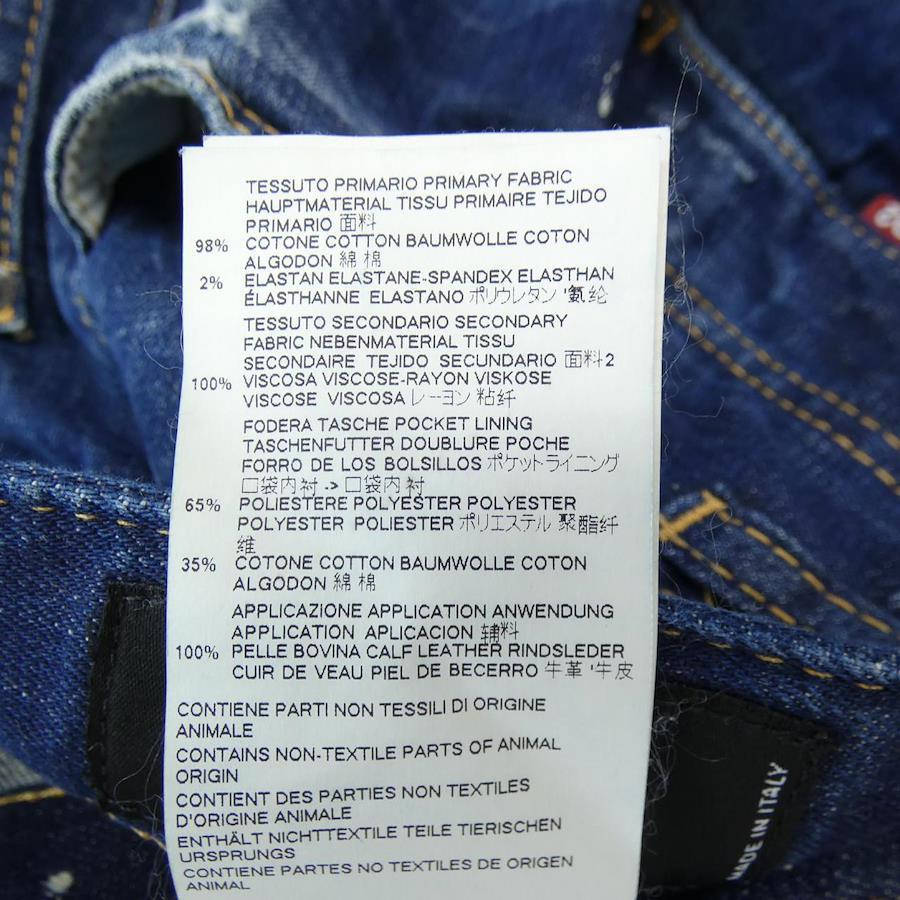 TESSUTO PRIMARIO PRIMARY FABRIC
HAUPTMATERIAL TISSU PRIMAIRE TEJIDO
PRIMARIO 面料
98% COTONE COTTON BAUMWOLLE COTON
ALGODON 綿 棉
2% ELASTAN ELASTANE-SPANDEX ELASTHAN
ÉLASTHANNE ELASTANO ポリウレタン '氨纶
TESSUTO SECONDARIO SECONDARY
FABRIC NEBENMATERIAL TISSU
SECONDAIRE TEJIDO SECUNDARIO 面料2
100% VISCOSA VISCOSE-RAYON VISKOSE
VISCOSE VISCOSA レーヨン 粘纤
FODERA TASCHE POCKET LINING
TASCHENFUTTER DOUBLURE POCHE
FORRO DE LOS BOLSILLOS ポケットライニング
口袋内衬 -> 口袋内衬
65% POLIESTERE POLYESTER POLYESTER
POLYESTER POLIESTER ポリエステル 聚酯纤
维
35% COTONE COTTON BAUMWOLLE COTON
ALGODON 綿 棉
APPLICAZIONE APPLICATION ANWENDUNG
APPLICATION APLICACION 辅料
100% PELLE BOVINA CALF LEATHER RINDSLEDER
CUIR DE VEAU PIEL DE BECERRO 牛革 '牛皮
CONTIENE PARTI NON TESSILI DI ORIGINE
ANIMALE
CONTAINS NON-TEXTILE PARTS OF ANIMAL
ORIGIN
CONTIENT DES PARTIES NON TEXTILES
D'ORIGINE ANIMALE
ENTHÄLT NICHTTEXTILE TEILE TIERISCHEN
URSPRUNGS
CONTIENE PARTES NO TEXTILES DE ORIGEN
ANIMAL
MADE IN ITALY